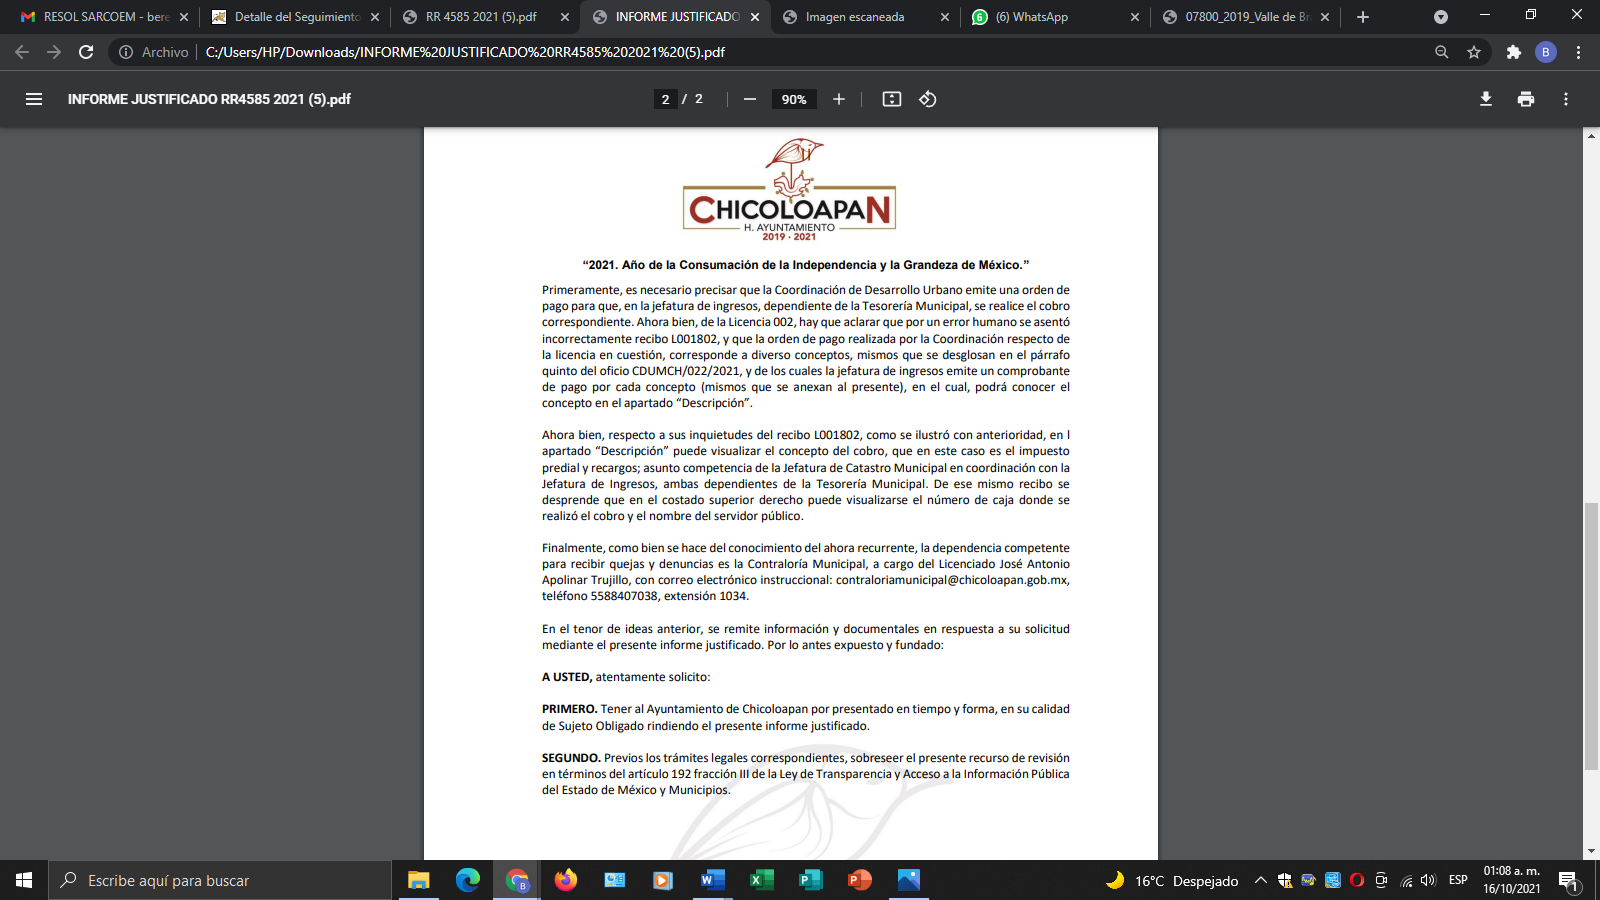 RESOL SARCOEM - bere
Detalle del Seguimiento
RR 4585 2021 (5).pdf
INFORME JUSTIFICADO
Imagen escaneada
6
(6) WhatsApp
07800_2019_Valle de Br
Archivo
C:/Users/HP/Downloads/INFORME%20JUSTIFICADO%20RR4585%202021%20(5).pdf
B
INFORME JUSTIFICADO RR4585 2021 (5).pdf
2 / 2
90%
CHICOLOAPAN
H. AYUNTAMIENTO
2019 - 2021
“2021. Año de la Consumación de la Independencia y la Grandeza de México.”
Primeramente, es necesario precisar que la Coordinación de Desarrollo Urbano emite una orden de
pago para que, en la jefatura de ingresos, dependiente de la Tesorería Municipal, se realice el cobro
correspondiente. Ahora bien, de la Licencia 002, hay que aclarar que por un error humano se asentó
incorrectamente recibo L001802, y que la orden de pago realizada por la Coordinación respecto de
la licencia en cuestión, corresponde a diverso conceptos, mismos que se desglosan en el párrafo
quinto del oficio CDUMCH/022/2021, y de los cuales la jefatura de ingresos emite un comprobante
de pago por cada concepto (mismos que se anexan al presente), en el cual, podrá conocer el
concepto en el apartado “Descripción”.
Ahora bien, respecto a sus inquietudes del recibo L001802, como se ilustró con anterioridad, en l
apartado “Descripción” puede visualizar el concepto del cobro, que en este caso es el impuesto
predial y recargos; asunto competencia de la Jefatura de Catastro Municipal en coordinación con la
Jefatura de Ingresos, ambas dependientes de la Tesorería Municipal. De ese mismo recibo se
desprende que en el costado superior derecho puede visualizarse el número de caja donde se
realizó el cobro y el nombre del servidor público.
Finalmente, como bien se hace del conocimiento del ahora recurrente, la dependencia competente
para recibir quejas y denuncias es la Contraloría Municipal, a cargo del Licenciado José Antonio
Apolinar Trujillo, con correo electrónico instruccional: contraloriamunicipal@chicoloapan.gob.mx,
teléfono 5588407038, extensión 1034.
En el tenor de ideas anterior, se remite información y documentales en respuesta a su solicitud
mediante el presente informe justificado. Por lo antes expuesto y fundado:
A USTED, atentamente solicito:
PRIMERO. Tener al Ayuntamiento de Chicoloapan por presentado en tiempo y forma, en su calidad
de Sujeto Obligado rindiendo el presente informe justificado.
SEGUNDO. Previos los trámites legales correspondientes, sobreseer el presente recurso de revisión
en términos del artículo 192 fracción III de la Ley de Transparencia y Acceso a la Información Pública
del Estado de México y Municipios.
Escribe aquí para buscar
16°C Despejado
ESP
01:08 a. m.
16/10/2021
1